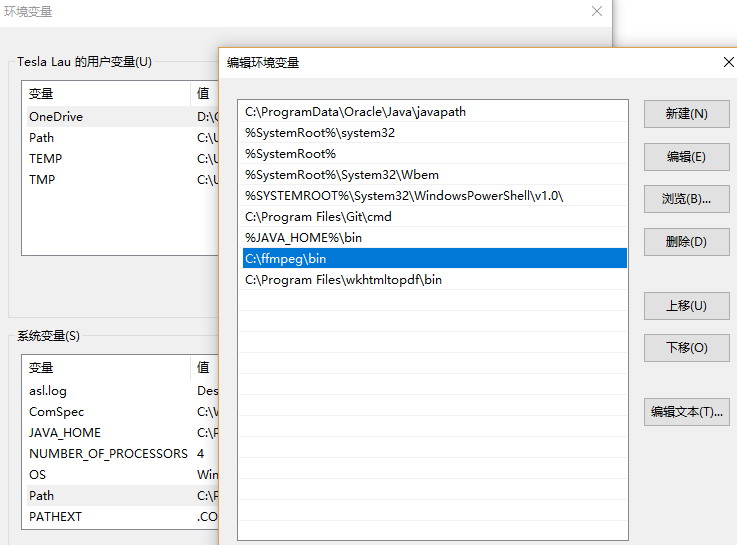 环境变量
Tesla Lau 的用户变量(U)
变量 值
OneDrive D:\
Path C:\U
TEMP C:\U
TMP C:\U
系统变量(S)
变量 值
asl.log Des
ComSpec C:\
JAVA_HOME C:\P
NUMBER_OF_PROCESSORS 4
OS Win
Path C:\P
PATHEXT .CO
编辑环境变量
C:\ProgramData\Oracle\Java\javapath
%SystemRoot%\system32
%SystemRoot%
%SystemRoot%\System32\Wbem
%SYSTEMROOT%\System32\WindowsPowerShell\v1.0\
C:\Program Files\Git\cmd
%JAVA_HOME%\bin
C:\ffmpeg\bin
C:\Program Files\wkhtmltopdf\bin
新建(N)
编辑(E)
浏览(B)...
删除(D)
上移(U)
下移(O)
编辑文本(T)...